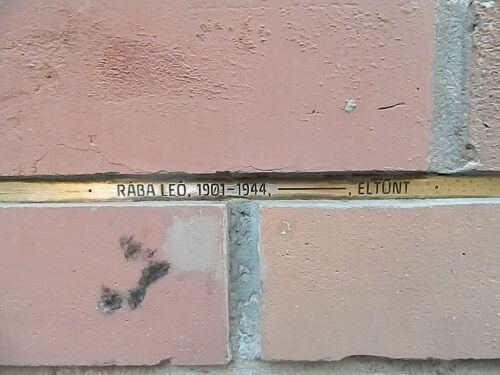 RÁBA LEÓ, 1901–1944, ————, ELTŰNT